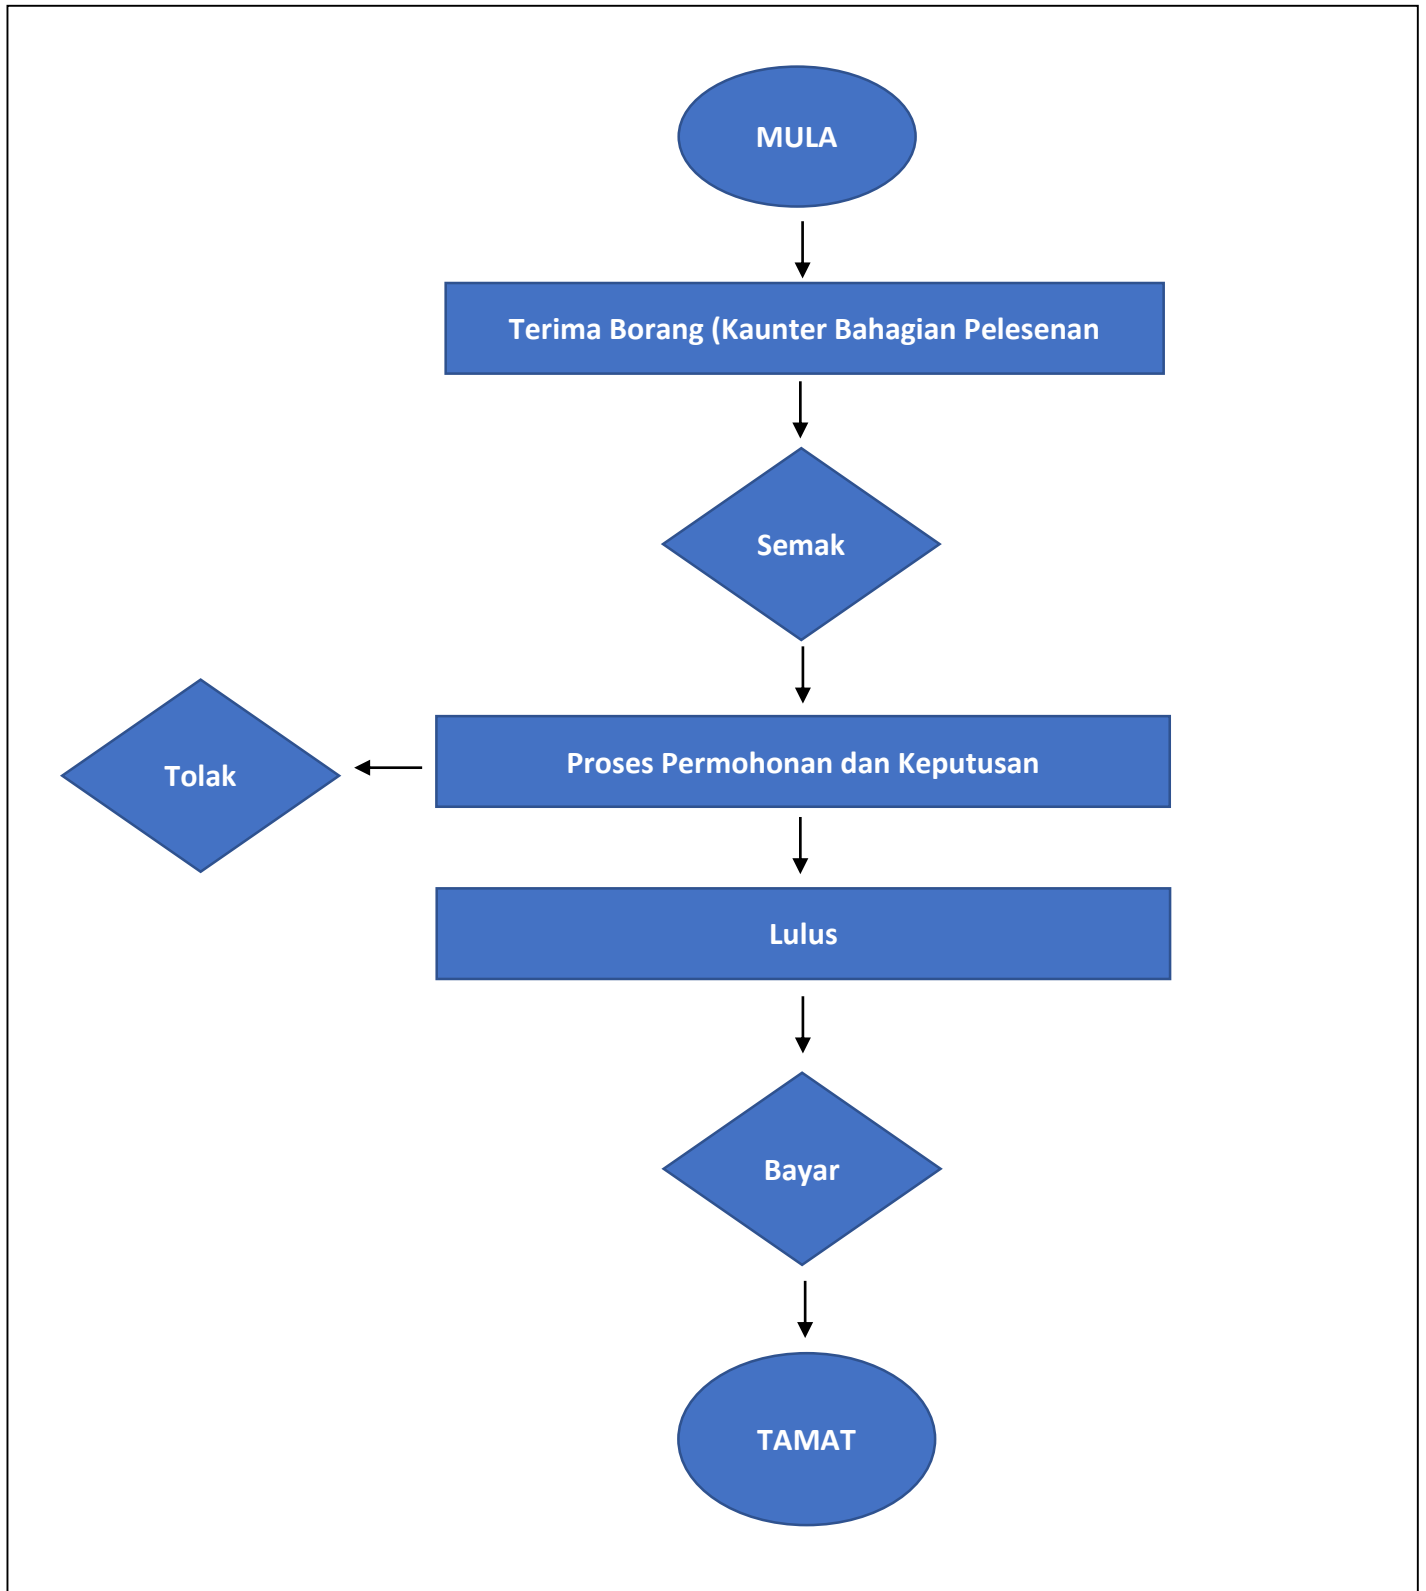 MULA
Terima Borang (Kaunter Bahagian Pelesenan
Semak
Tolak
Proses Permohonan dan Keputusan
Lulus
Bayar
TAMAT